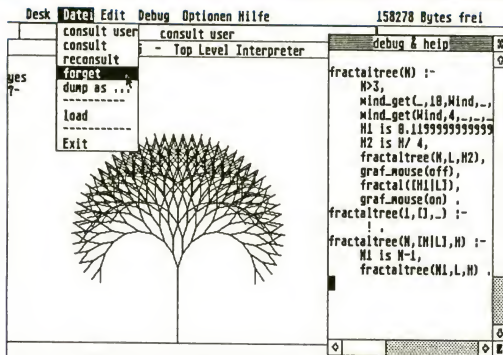 Desk Datei Edit Debug Optionen Hilfe 158278 Bytes frei
consult user
consult
reconsult
forget
dump as ...
----------
load
----------
Exit
consult user
- Top Level Interpreter
yes
?-
debug & help
fractaltree(N) :-
N>3,
wind_get(_,10,Wind,_,
wind_get(Wind,4,_,_,_
H1 is 0.1199999999999
H2 is H/ 4,
fractaltree(N,L,H2),
graf_mouse(off),
fractal([H1|L]),
graf_mouse(on) .
fractaltree(1,[],_) :-
! .
fractaltree(N,[H|L],H) :-
N1 is N-1,
fractaltree(N1,L,H) .